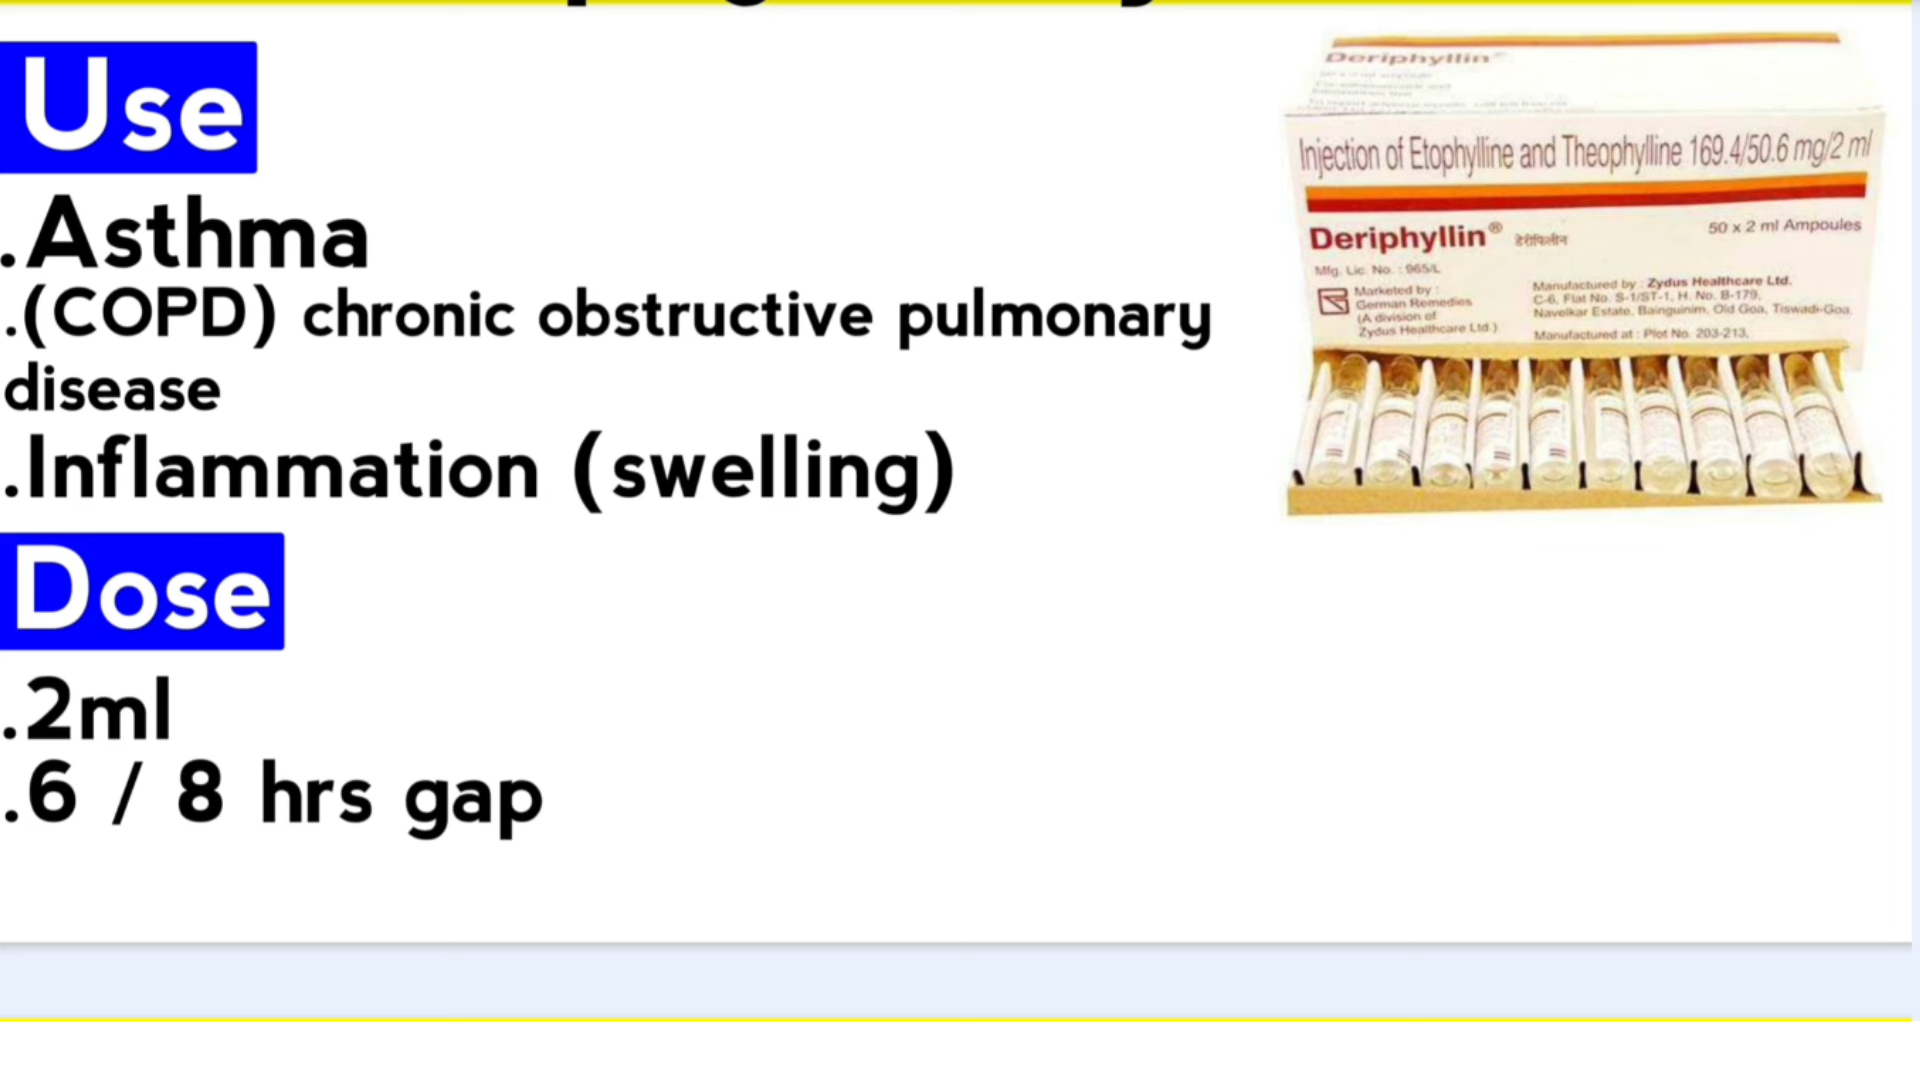 Use
.Asthma
.(COPD) chronic obstructive pulmonary
disease
.Inflammation (swelling)
Dose
.2ml
.6 / 8 hrs gap
Deriphyllin®
Injection of Etophylline and Theophylline 169.4/50.6 mg/2 ml
Deriphyllin® डेरीफिलीन
50 x 2 ml Ampoules
Mfg. Lic. No. : 965/L
Marketed by :
German Remedies
(A division of
Zydus Healthcare Ltd.)
Manufactured by : Zydus Healthcare Ltd.
C-6, Flat No. S-1/ST-1, H. No. B-179,
Navelkar Estate, Bainguinim, Old Goa, Tiswadi-Goa.
Manufactured at : Plot No. 203-213,